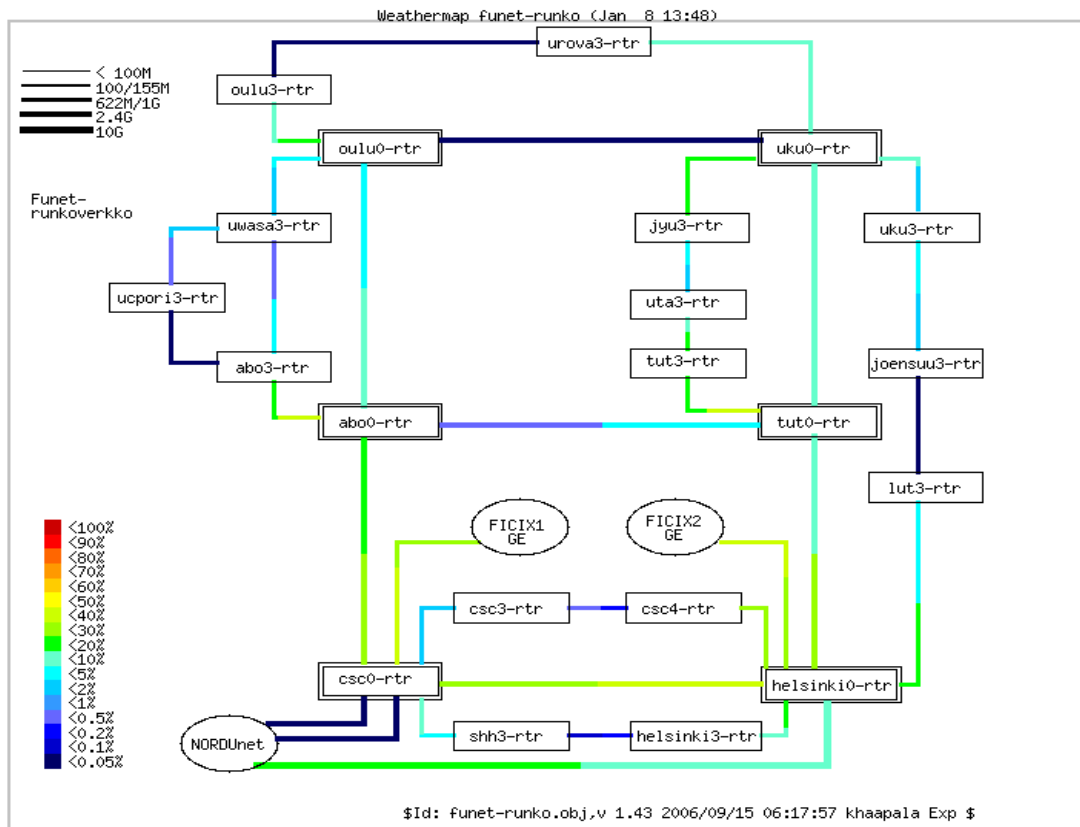 Weathermap funet-runko (Jan  8 13:48)
urova3-rtr
< 100M
100/155M
622M/1G
2.4G
10G
oulu3-rtr
oulu0-rtr
uku0-rtr
Funet-
runkoverkko
uwasa3-rtr
jyu3-rtr
uku3-rtr
ucpori3-rtr
uta3-rtr
abo3-rtr
tut3-rtr
joensuu3-rtr
abo0-rtr
tut0-rtr
lut3-rtr
FICIX1
GE
FICIX2
GE
<100%
<90%
<80%
<70%
<60%
<50%
<40%
<30%
<20%
<10%
<5%
<2%
<1%
<0.5%
<0.2%
<0.1%
<0.05%
csc3-rtr
csc4-rtr
csc0-rtr
helsinki0-rtr
shh3-rtr
helsinki3-rtr
NORDUnet
$Id: funet-runko.obj,v 1.43 2006/09/15 06:17:57 khaapala Exp $